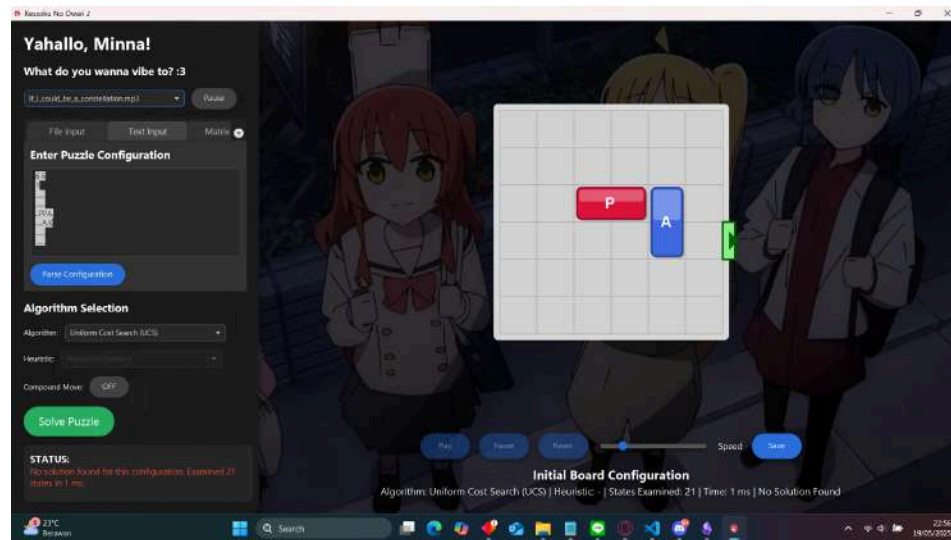 Kessoku No Owari ♪
Yahallo, Minna!
What do you wanna vibe to? :3
If_I_could_be_a_constellation.mp3
Pause
File Input
Text Input
Matrix
Enter Puzzle Configuration
6 6
Parse Configuration
Algorithm Selection
Algorithm:
Uniform Cost Search (UCS)
Heuristic:
Compound Move:
OFF
Solve Puzzle
STATUS:
No solution found for this configuration. Examined 21
states in 1 ms.
P
A
Play
Pause
Reset
Speed
Save
Initial Board Configuration
Algorithm: Uniform Cost Search (UCS) | Heuristic: - | States Examined: 21 | Time: 1 ms | No Solution Found
23°C
Berawan
Search
22:56
19/05/2025